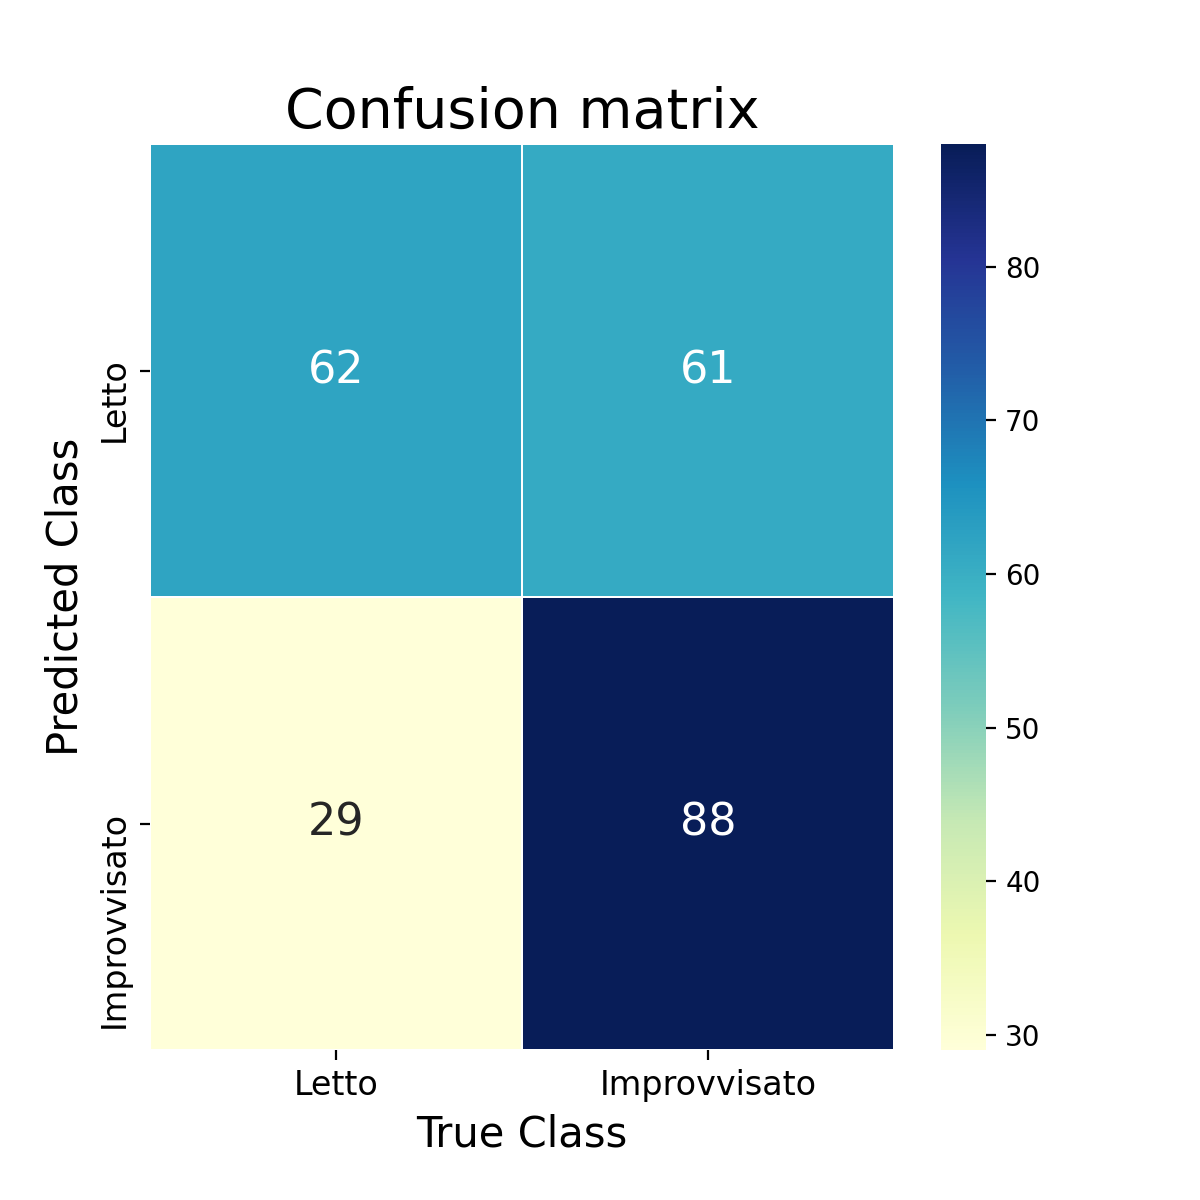 Confusion matrix
Predicted Class
Letto
Improvvisato
62
61
29
88
Letto
Improvvisato
True Class
80
70
60
50
40
30